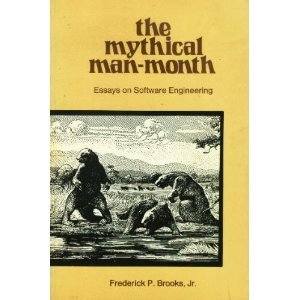 the
mythical
man-month
Essays on Software Engineering
Frederick P. Brooks, Jr.